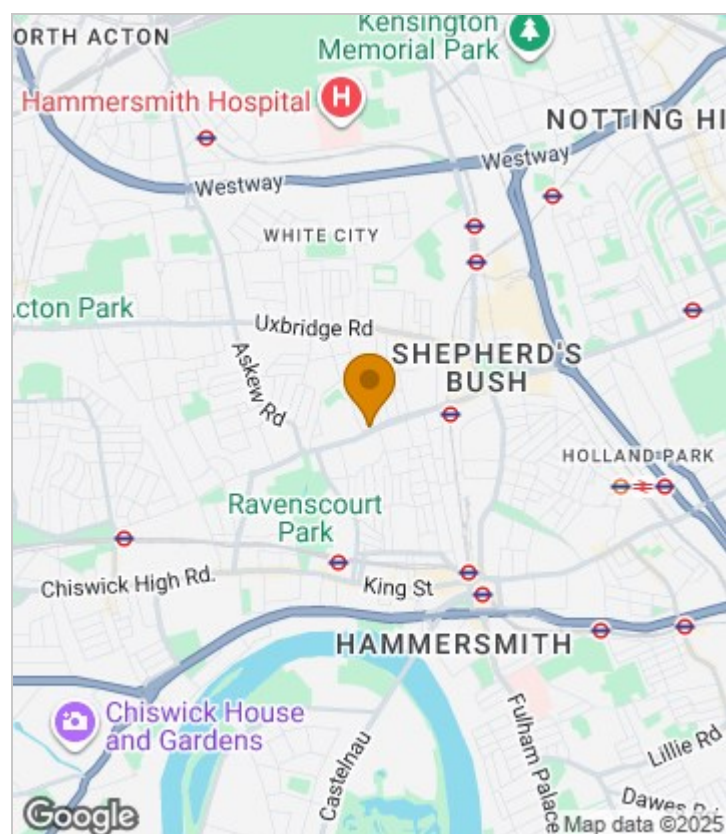 ORTH ACTON
Kensington
Memorial Park
Hammersmith Hospital
H
NOTTING HI
Westway
Westway
WHITE CITY
cton Park
Uxbridge Rd
Askew Rd
SHEPHERD'S
BUSH
HOLLAND PARK
Ravenscourt
Park
Chiswick High Rd.
King St
HAMMERSMITH
Chiswick House
and Gardens
Castelnau
Fulham Palace
Lillie Rd
Dawes
Google
Map data ©2025